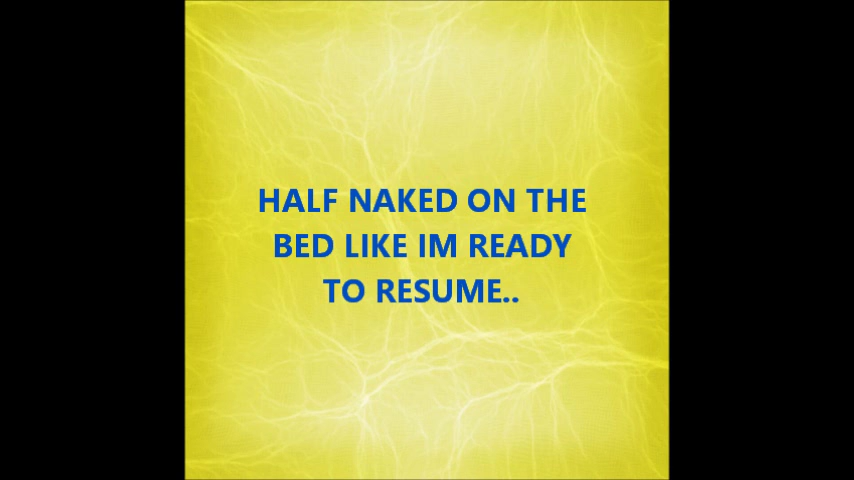 HALF NAKED ON THE
BED LIKE IM READY
TO RESUME..